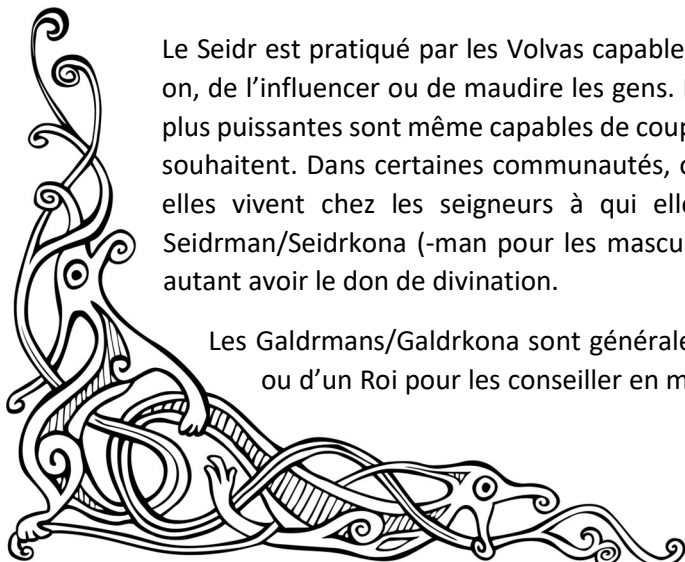 Le Seidr est pratiqué par les Volvas capable
on, de l’influencer ou de maudire les gens.
plus puissantes sont même capables de coup
souhaitent. Dans certaines communautés,
elles vivent chez les seigneurs à qui elle
Seidrman/Seidrkona (-man pour les mascu
autant avoir le don de divination.
Les Galdrmans/Galdrkona sont générale
ou d’un Roi pour les conseiller en m